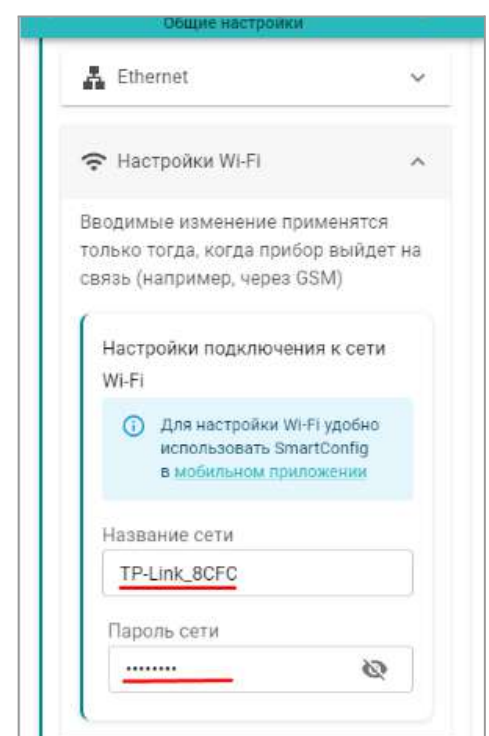 Общие настройки
Ethernet
Настройки Wi-Fi
Вводимые изменение применятся
только тогда, когда прибор выйдет на
связь (например, через GSM)
Настройки подключения к сети
Wi-Fi
Для настройки Wi-Fi удобно
использовать SmartConfig
в мобильном приложении
Название сети
TP-Link_8CFC
Пароль сети
••••••••